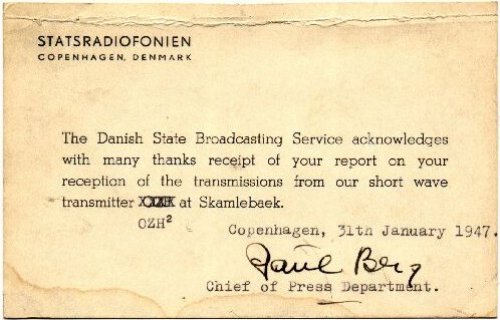 STATSRADIOFONIEN
COPENHAGEN, DENMARK
The Danish State Broadcasting Service acknowledges
with many thanks receipt of your report on your
reception of the transmissions from our short wave
transmitter at Skamlebaek.
OZH²
Copenhagen, 31th January 1947.
Paul Berg
Chief of Press Department.